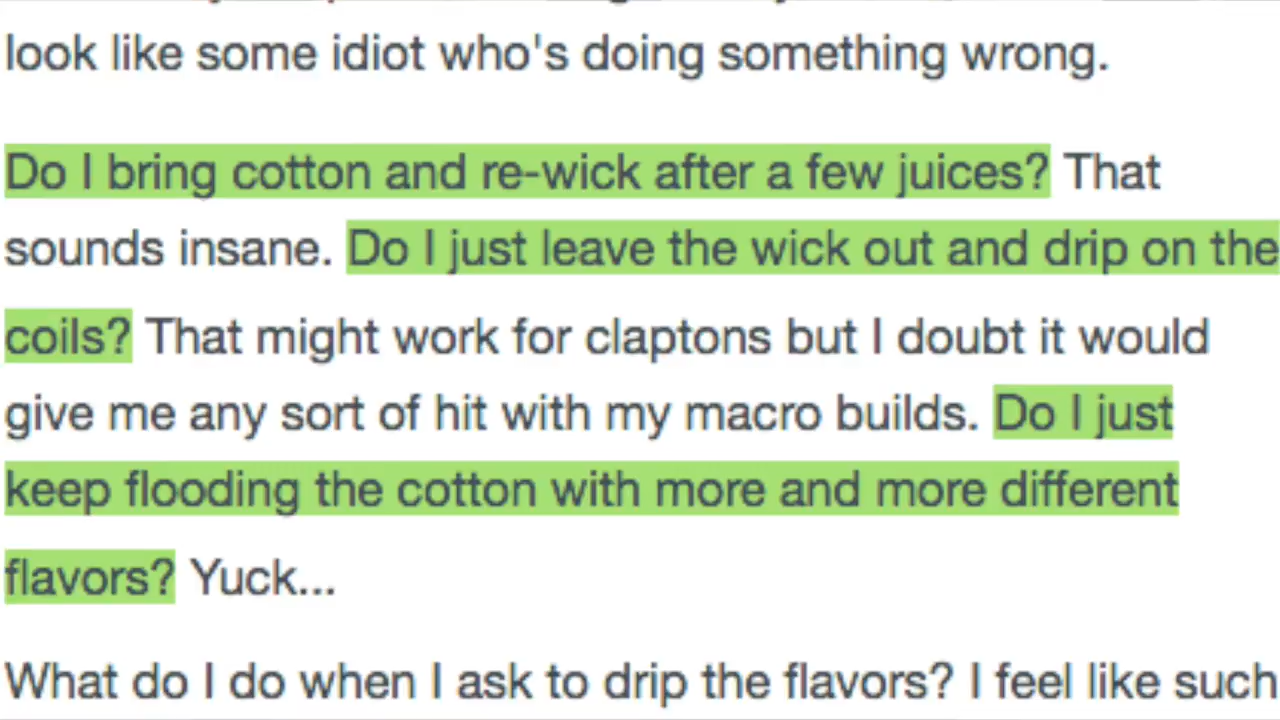 look like some idiot who's doing something wrong.
Do I bring cotton and re-wick after a few juices? That
sounds insane. Do I just leave the wick out and drip on the
coils? That might work for claptons but I doubt it would
give me any sort of hit with my macro builds. Do I just
keep flooding the cotton with more and more different
flavors? Yuck...
What do I do when I ask to drip the flavors? I feel like such